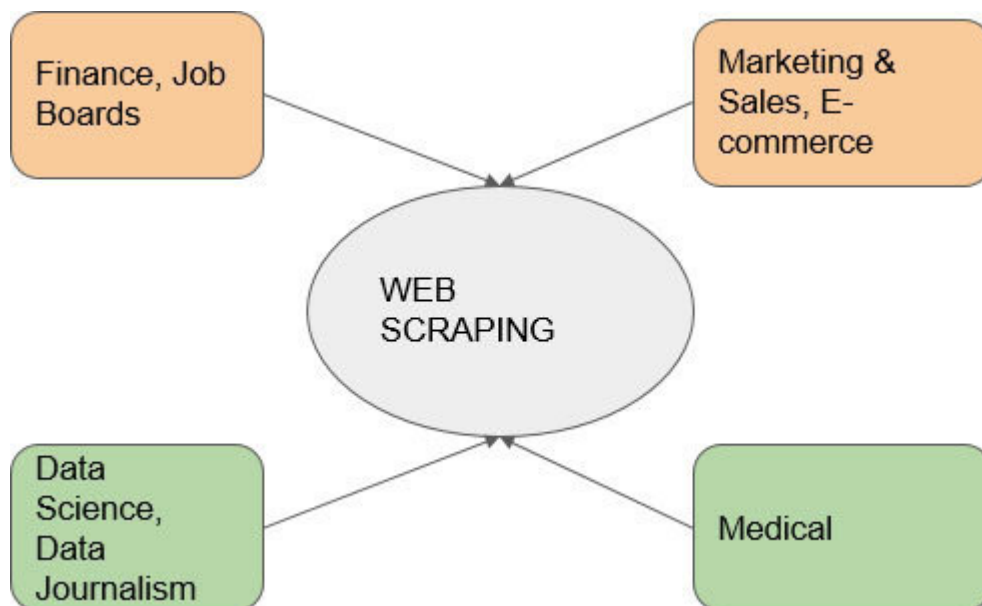 Finance, Job
Boards
Marketing &
Sales, E-
commerce
WEB
SCRAPING
Data
Science,
Data
Journalism
Medical